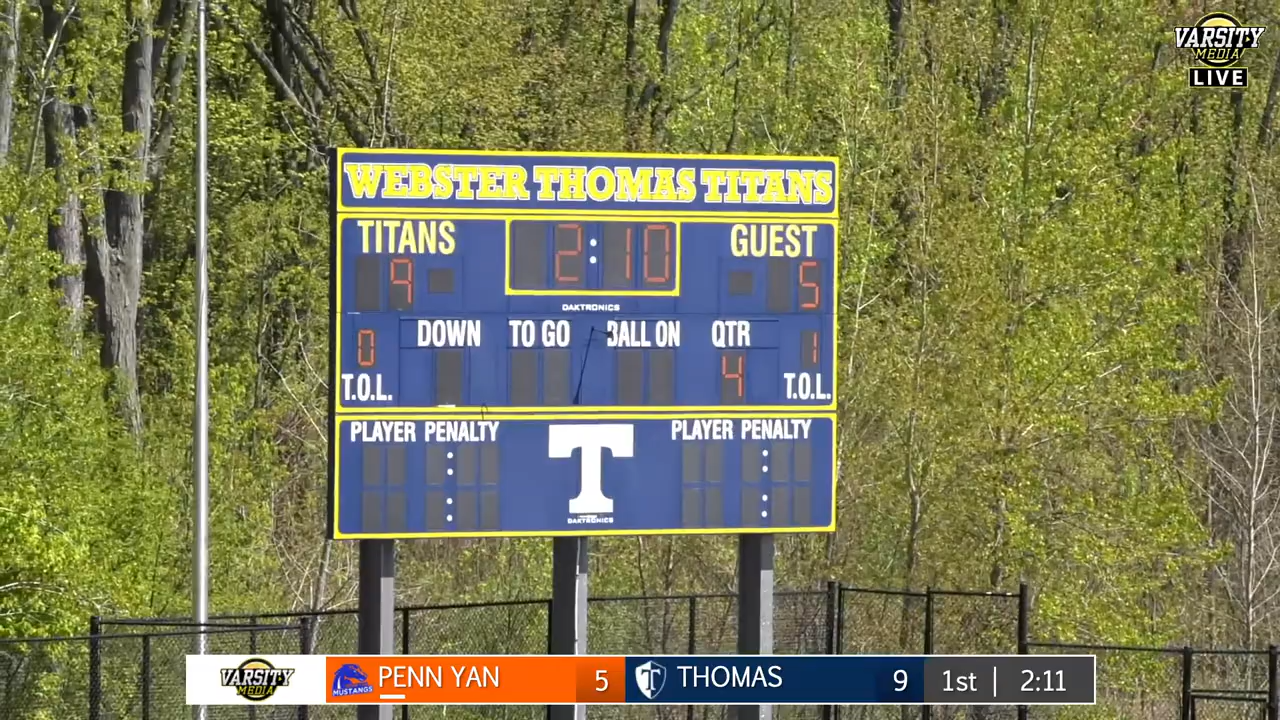 VARSITY
MEDIA
LIVE
WEBSTER THOMAS TITANS
TITANS 2:10 GUEST
9 5
DAKTRONICS
DOWN TO GO BALL ON QTR
0 4 1
T.O.L. T.O.L.
PLAYER PENALTY PLAYER PENALTY
T
DAKTRONICS
VARSITY
MEDIA
MUSTANGS
PENN YAN 5 T THOMAS 9 1st | 2:11